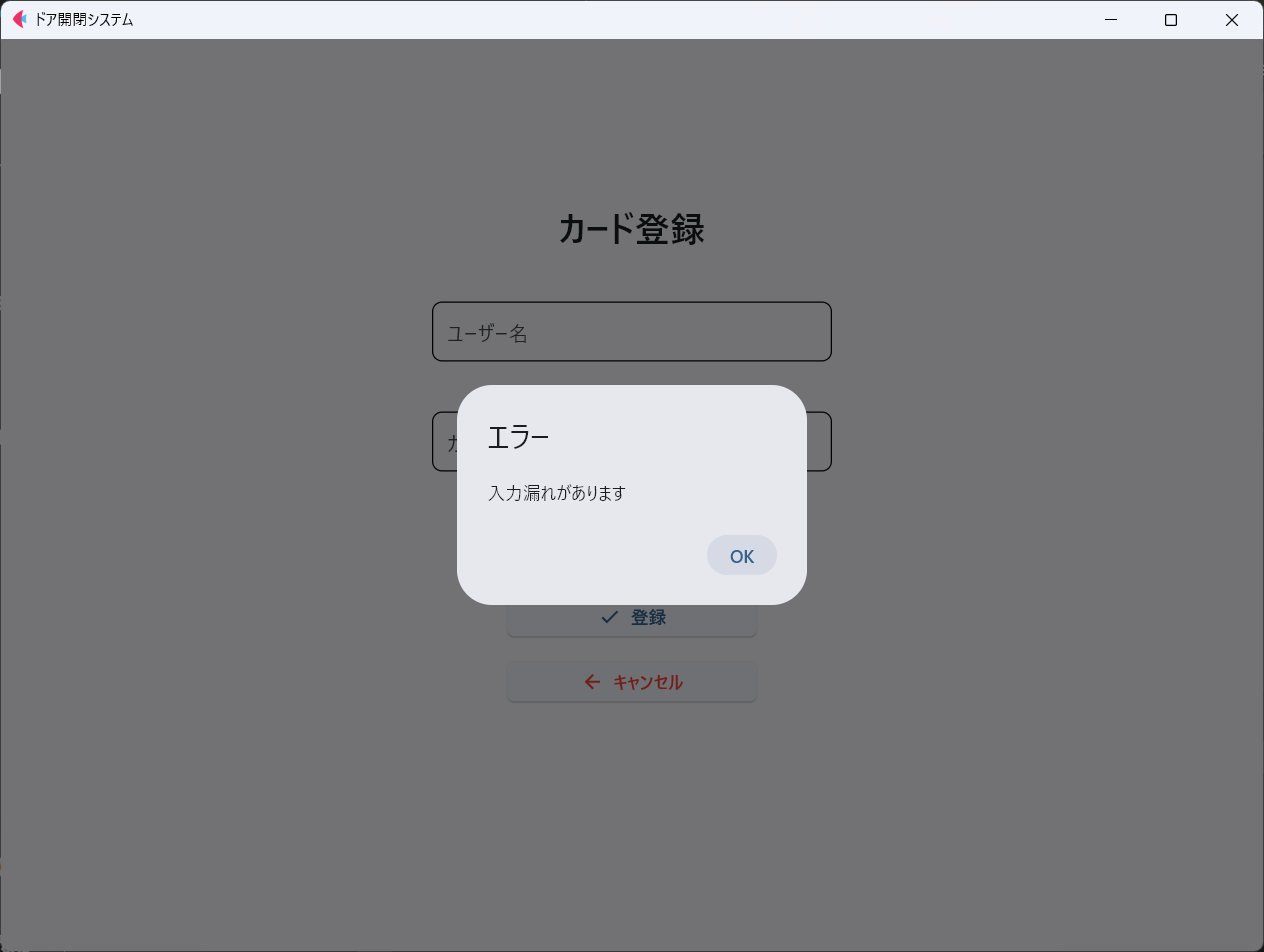 ドア開閉システム
カード登録
ユーザー名
エラー
入力漏れがあります
OK
登録
キャンセル